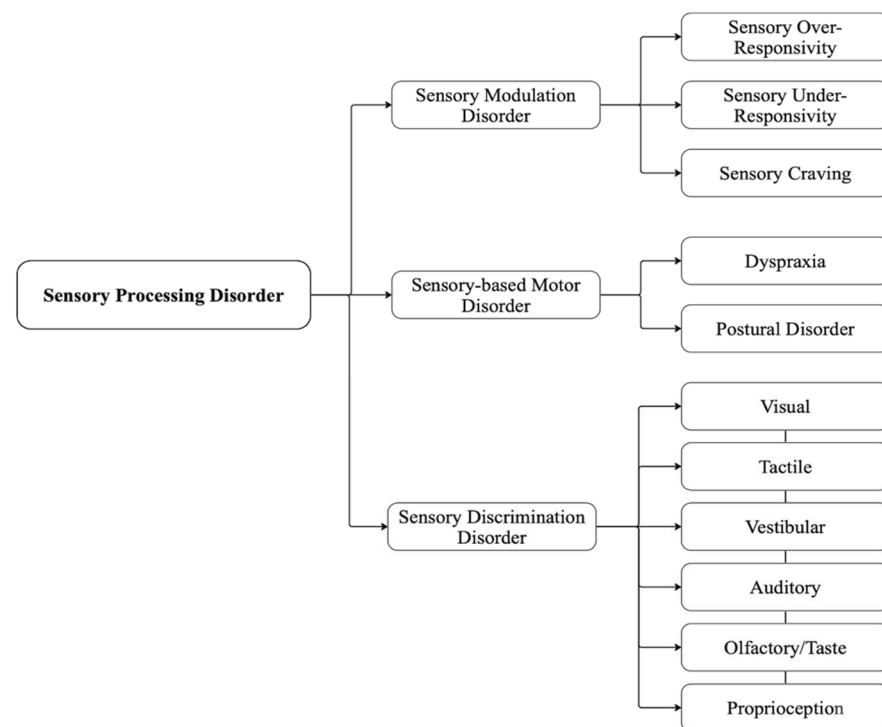 Sensory Over-
Responsivity
Sensory Modulation
Disorder
Sensory Under-
Responsivity
Sensory Craving
Sensory Processing Disorder
Sensory-based Motor
Disorder
Dyspraxia
Postural Disorder
Visual
Tactile
Sensory Discrimination
Disorder
Vestibular
Auditory
Olfactory/Taste
Proprioception